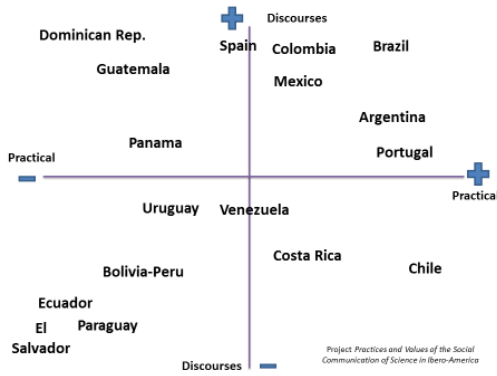 Discourses
Dominican Rep.
Spain
Colombia
Brazil
Guatemala
Mexico
Argentina
Panama
Portugal
Practical
Practical
Uruguay
Venezuela
Costa Rica
Chile
Bolivia-Peru
Ecuador
El
Salvador
Paraguay
Project Practices and Values of the Social
Communication of Science in Ibero-America
Discourses